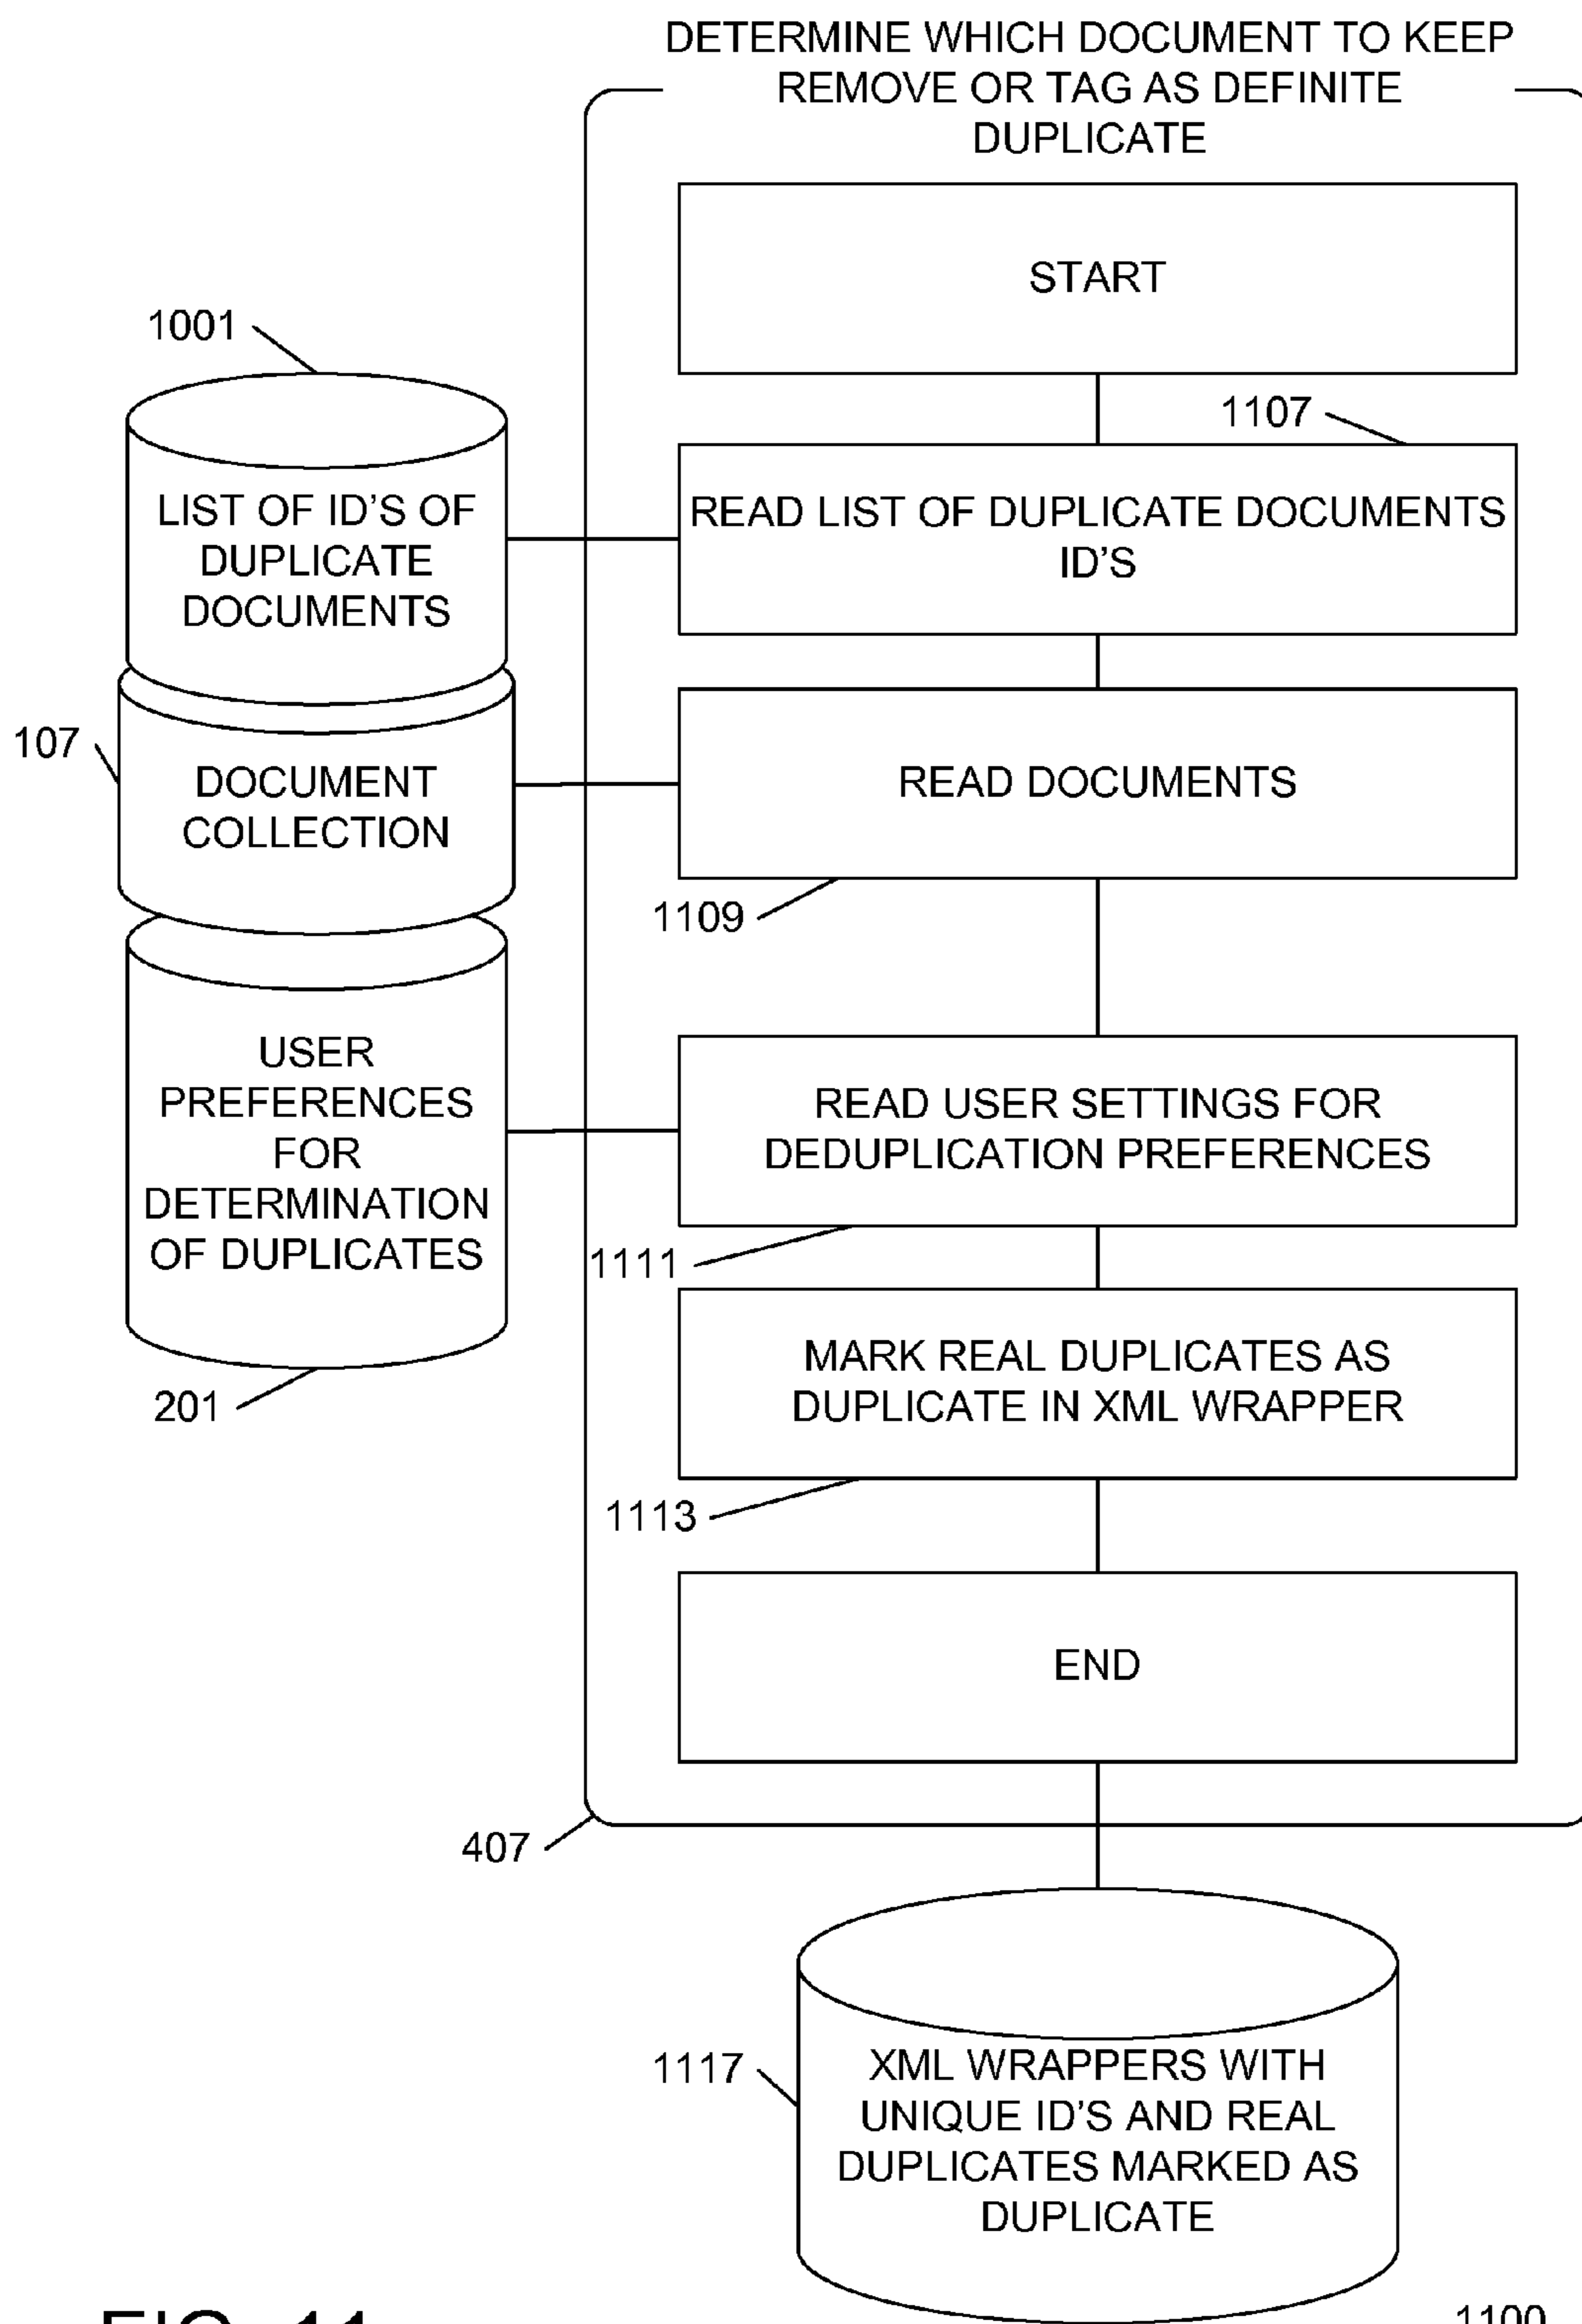 DETERMINE WHICH DOCUMENT TO KEEP
REMOVE OR TAG AS DEFINITE
DUPLICATE
START
1001
1107
LIST OF ID'S OF
DUPLICATE
DOCUMENTS
READ LIST OF DUPLICATE DOCUMENTS
ID'S
107
DOCUMENT
COLLECTION
READ DOCUMENTS
1109
USER
PREFERENCES
FOR
DETERMINATION
OF DUPLICATES
READ USER SETTINGS FOR
DEDUPLICATION PREFERENCES
1111
201
MARK REAL DUPLICATES AS
DUPLICATE IN XML WRAPPER
1113
END
407
1117
XML WRAPPERS WITH
UNIQUE ID'S AND REAL
DUPLICATES MARKED AS
DUPLICATE
FIG. 11
1100